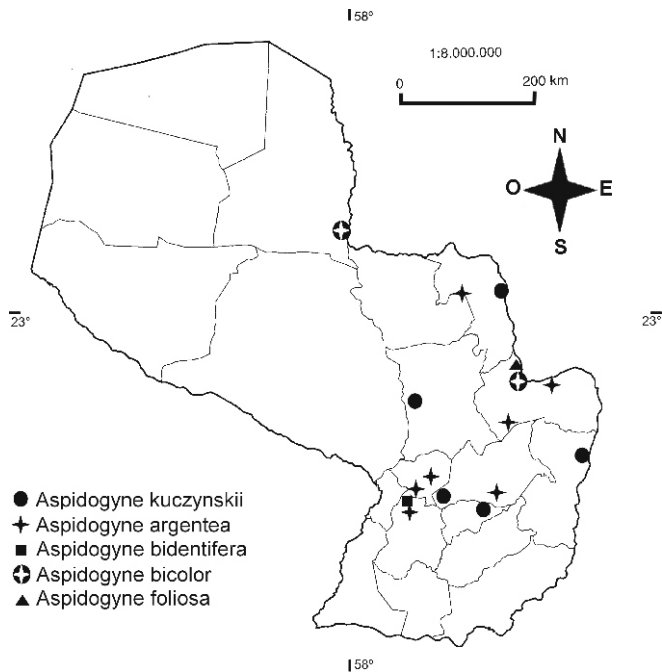 58°
1:8.000.000
0 200 km
N
O E
S
23° 23°
Aspidogyne kuczynskii
Aspidogyne argentea
Aspidogyne bidentifera
Aspidogyne bicolor
Aspidogyne foliosa
58°